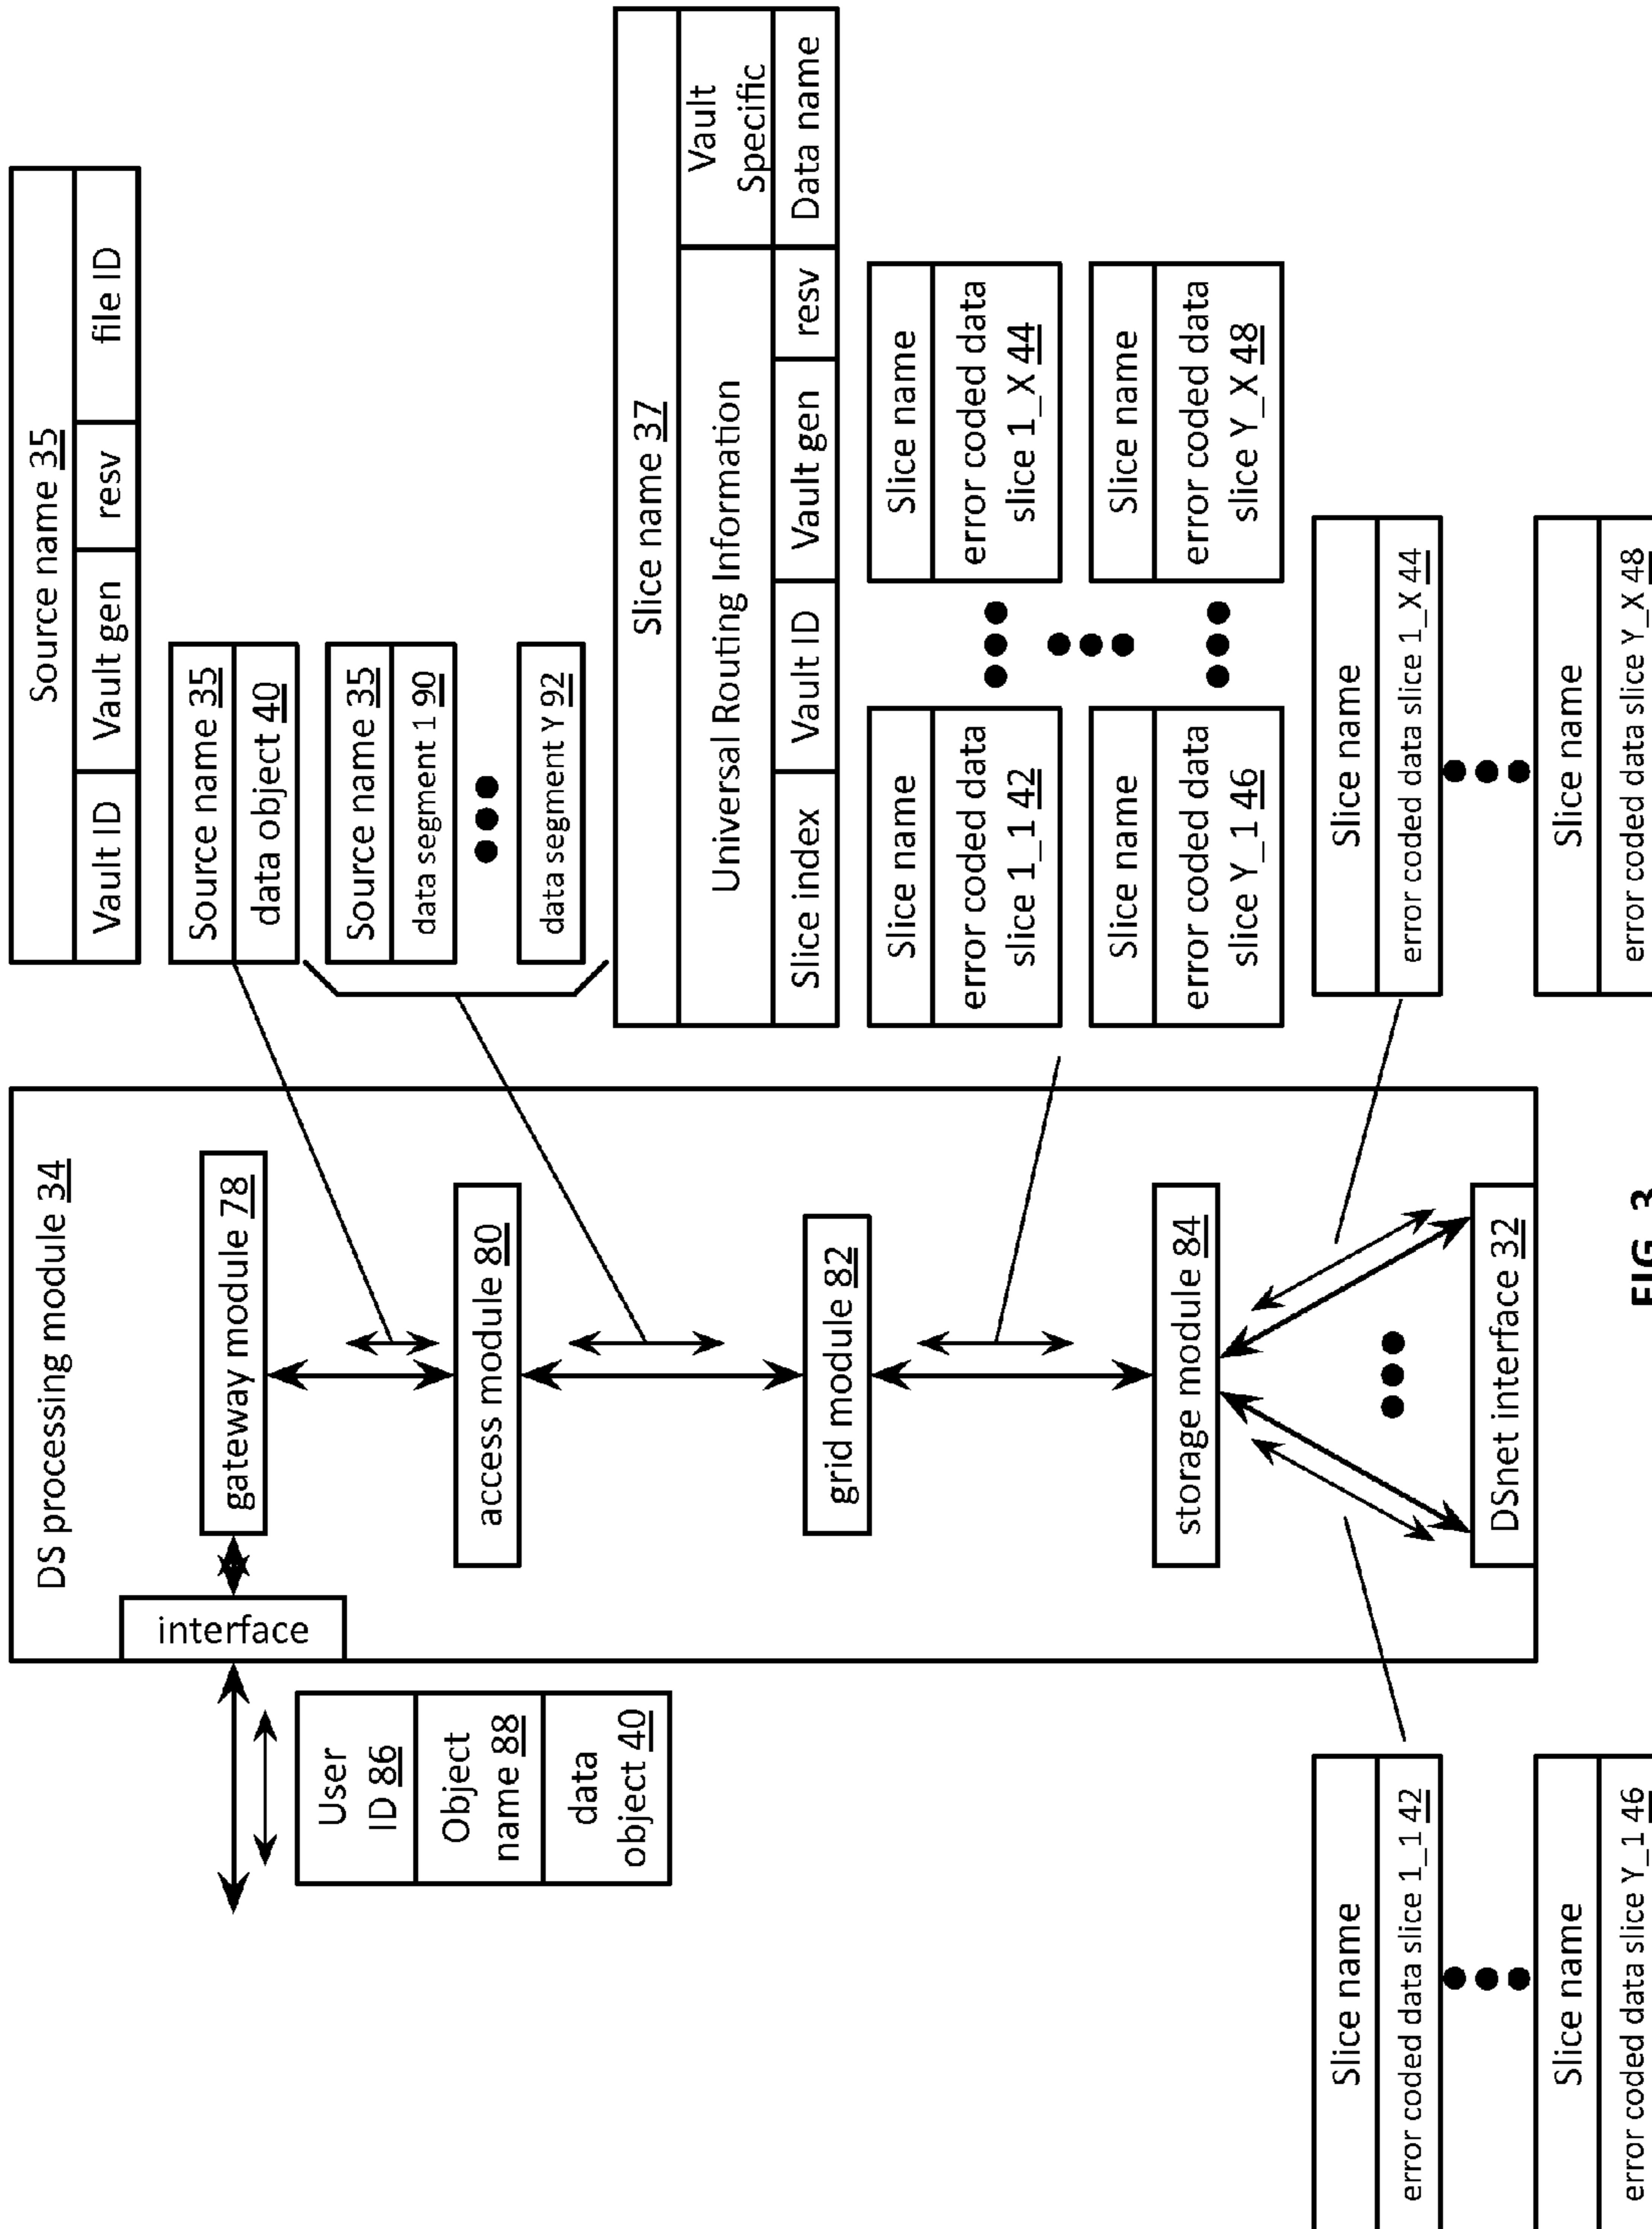 DS processing module 34
interface
gateway module 78
access module 80
grid module 82
storage module 84
DSnet interface 32
User
ID 86
Object
name 88
data
object 40
Source name 35
Vault ID
Vault gen
resv
file ID
Source name 35
data object 40
Source name 35
data segment 1 90
data segment Y 92
Slice name 37
Universal Routing Information
Vault
Specific
Slice index
Vault ID
Vault gen
resv
Data name
Slice name
error coded data
slice 1_1 42
Slice name
error coded data
slice 1_X 44
Slice name
error coded data
slice Y_1 46
Slice name
error coded data
slice Y_X 48
Slice name
error coded data slice 1_1 42
Slice name
error coded data slice Y_1 46
Slice name
error coded data slice 1_X 44
Slice name
error coded data slice Y_X 48
FIG. 3